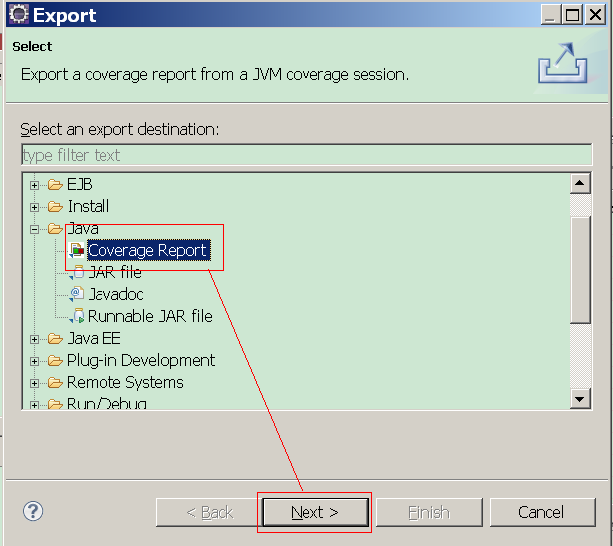 Export
Select
Export a coverage report from a JVM coverage session.
Select an export destination:
type filter text
EJB
Install
Java
Coverage Report
JAR file
Javadoc
Runnable JAR file
Java EE
Plug-in Development
Remote Systems
Run/Debug
? < Back Next > Finish Cancel